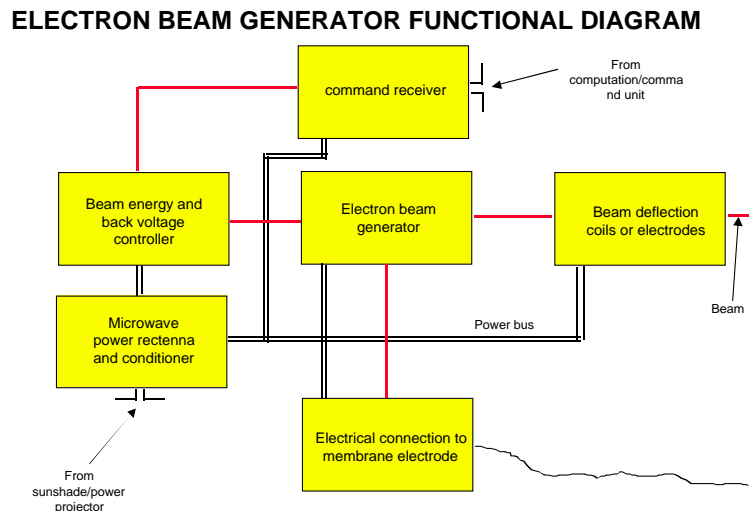 ELECTRON BEAM GENERATOR FUNCTIONAL DIAGRAM
command receiver
From
computation/comma
nd unit
Beam energy and
back voltage
controller
Electron beam
generator
Beam deflection
coils or electrodes
Beam
Microwave
power rectenna
and conditioner
Power bus
Electrical connection to
membrane electrode
From
sunshade/power
projector